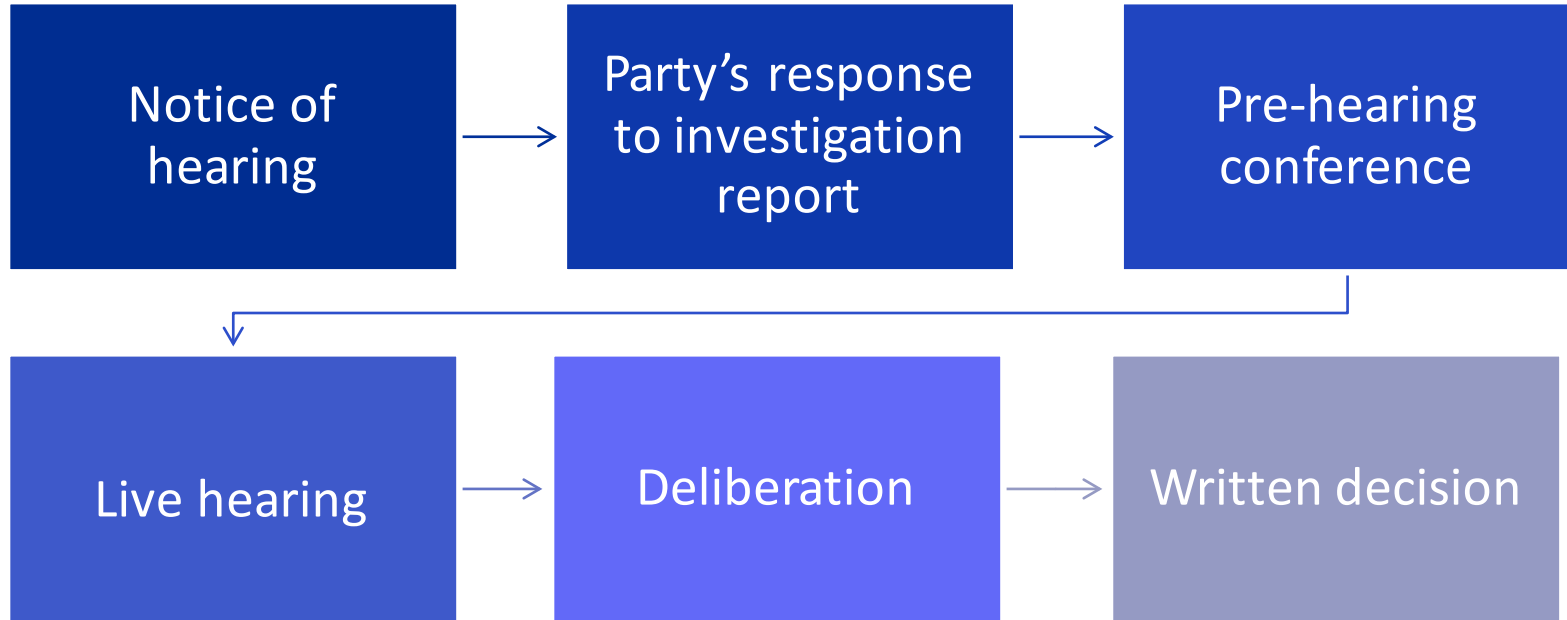 Notice of
hearing
Party’s response
to investigation
report
Pre-hearing
conference
Live hearing
Deliberation
Written decision